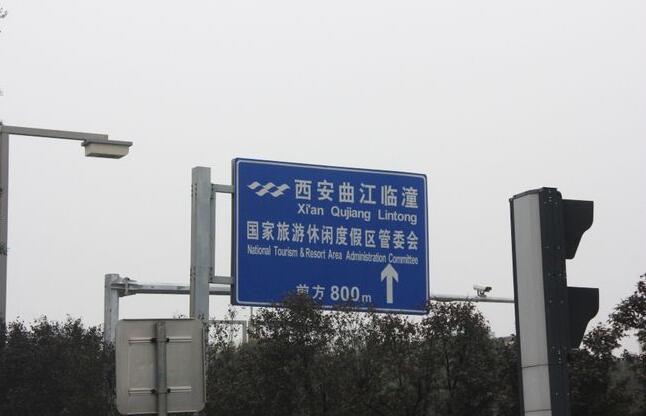 西安曲江临潼
Xi'an Qujiang Lintong
国家旅游休闲度假区管委会
National Tourism & Resort Area Administration Committee
前方 800m